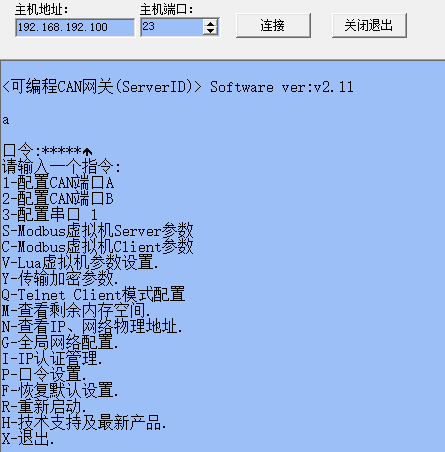 主机地址: 主机端口:
192.168.192.100 23 连接 关闭退出
<可编程CAN网关(ServerID)> Software ver:v2.11
a
口令:*****↑
请输入一个指令:
1-配置CAN端口A
2-配置CAN端口B
3-配置串口 1
S-Modbus虚拟机Server参数
C-Modbus虚拟机Client参数
V-Lua虚拟机参数设置.
Y-传输加密参数.
Q-Telnet Client模式配置
M-查看剩余内存空间.
N-查看IP、网络物理地址.
G-全局网络配置.
I-IP认证管理.
P-口令设置.
F-恢复默认设置.
R-重新启动.
H-技术支持及最新产品.
X-退出.